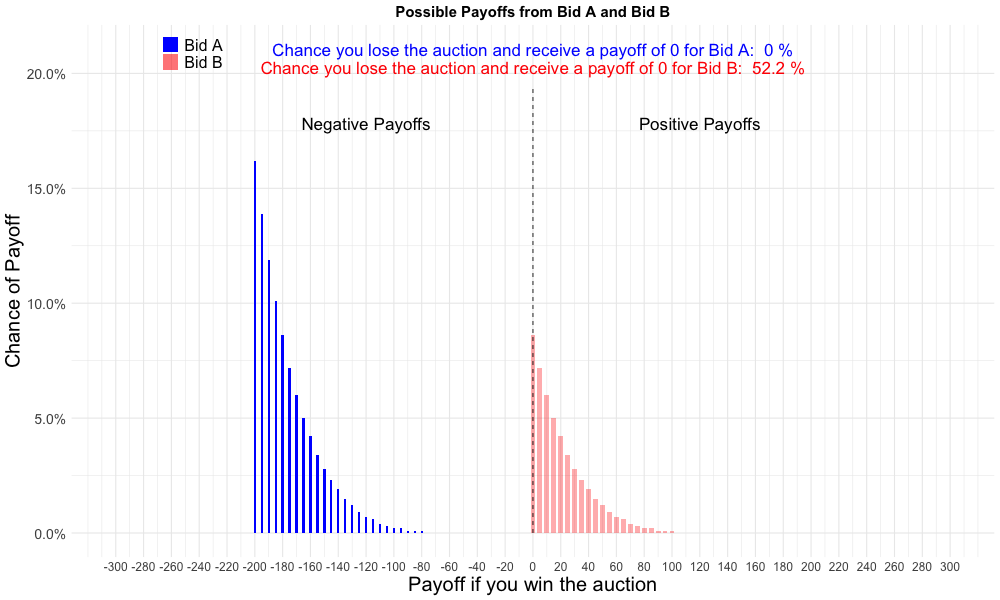 Possible Payoffs from Bid A and Bid B
Bid A
Bid B
Chance you lose the auction and receive a payoff of 0 for Bid A:  0 %
Chance you lose the auction and receive a payoff of 0 for Bid B:  52.2 %
Negative Payoffs
Positive Payoffs
Chance of Payoff
20.0%
15.0%
10.0%
5.0%
0.0%
-300 -280 -260 -240 -220 -200 -180 -160 -140 -120 -100 -80 -60 -40 -20 0 20 40 60 80 100 120 140 160 180 200 220 240 260 280 300
Payoff if you win the auction